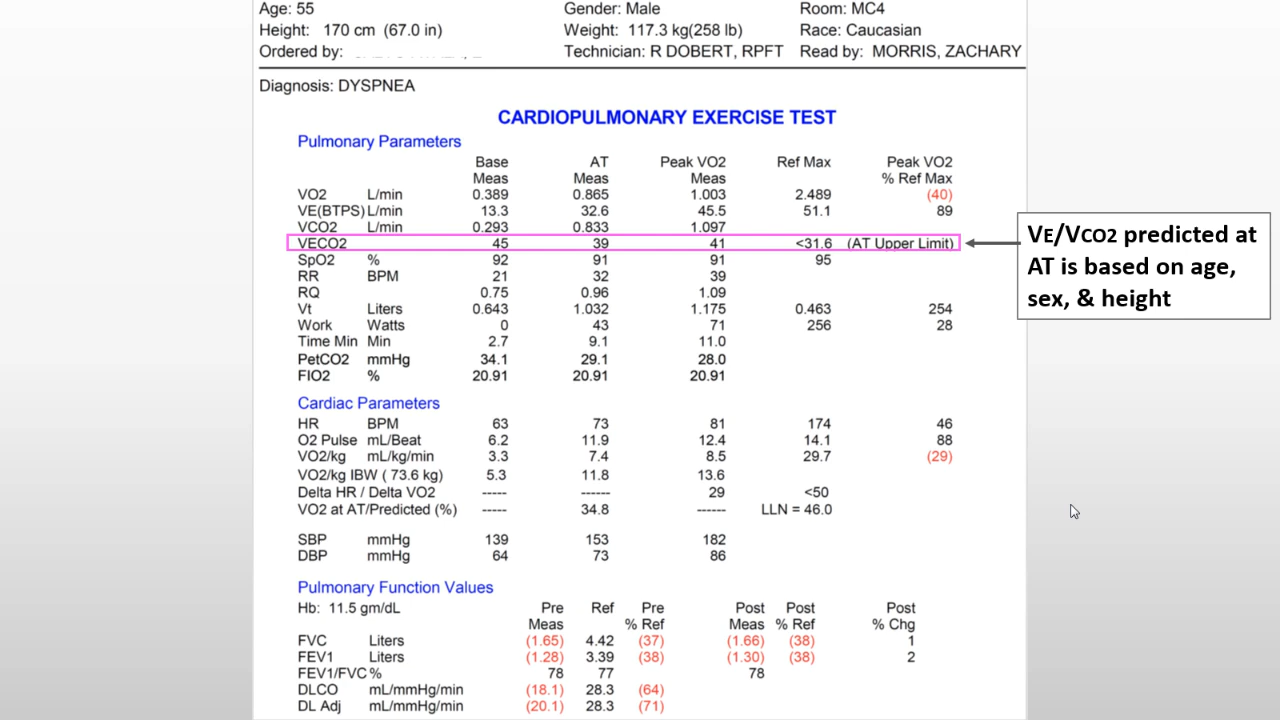 Age: 55 Gender: Male Room: MC4
Height: 170 cm (67.0 in) Weight: 117.3 kg(258 lb) Race: Caucasian
Ordered by: Technician: R DOBERT, RPFT Read by: MORRIS, ZACHARY
Diagnosis: DYSPNEA
CARDIOPULMONARY EXERCISE TEST
Pulmonary Parameters
Base AT Peak VO2 Ref Max Peak VO2
Meas Meas Meas % Ref Max
VO2 L/min 0.389 0.865 1.003 2.489 (40)
VE(BTPS) L/min 13.3 32.6 45.5 51.1 89
VCO2 L/min 0.293 0.833 1.097
VECO2 45 39 41 <31.6 (AT Upper Limit)
SpO2 % 92 91 91 95
RR BPM 21 32 39
RQ 0.75 0.96 1.09
Vt Liters 0.643 1.032 1.175 0.463 254
Work Watts 0 43 71 256 28
Time Min Min 2.7 9.1 11.0
PetCO2 mmHg 34.1 29.1 28.0
FIO2 % 20.91 20.91 20.91
VE/VCO2 predicted at
AT is based on age,
sex, & height
Cardiac Parameters
HR BPM 63 73 81 174 46
O2 Pulse mL/Beat 6.2 11.9 12.4 14.1 88
VO2/kg mL/kg/min 3.3 7.4 8.5 29.7 (29)
VO2/kg IBW ( 73.6 kg) 5.3 11.8 13.6
Delta HR / Delta VO2 ----- ------ 29 <50
VO2 at AT/Predicted (%) ----- 34.8 ------ LLN = 46.0
SBP mmHg 139 153 182
DBP mmHg 64 73 86
Pulmonary Function Values
Hb: 11.5 gm/dL Pre Ref Pre Post Post Post
Meas % Ref Meas % Ref % Chg
FVC Liters (1.65) 4.42 (37) (1.66) (38) 1
FEV1 Liters (1.28) 3.39 (38) (1.30) (38) 2
FEV1/FVC % 78 77 78
DLCO mL/mmHg/min (18.1) 28.3 (64)
DL Adj mL/mmHg/min (20.1) 28.3 (71)